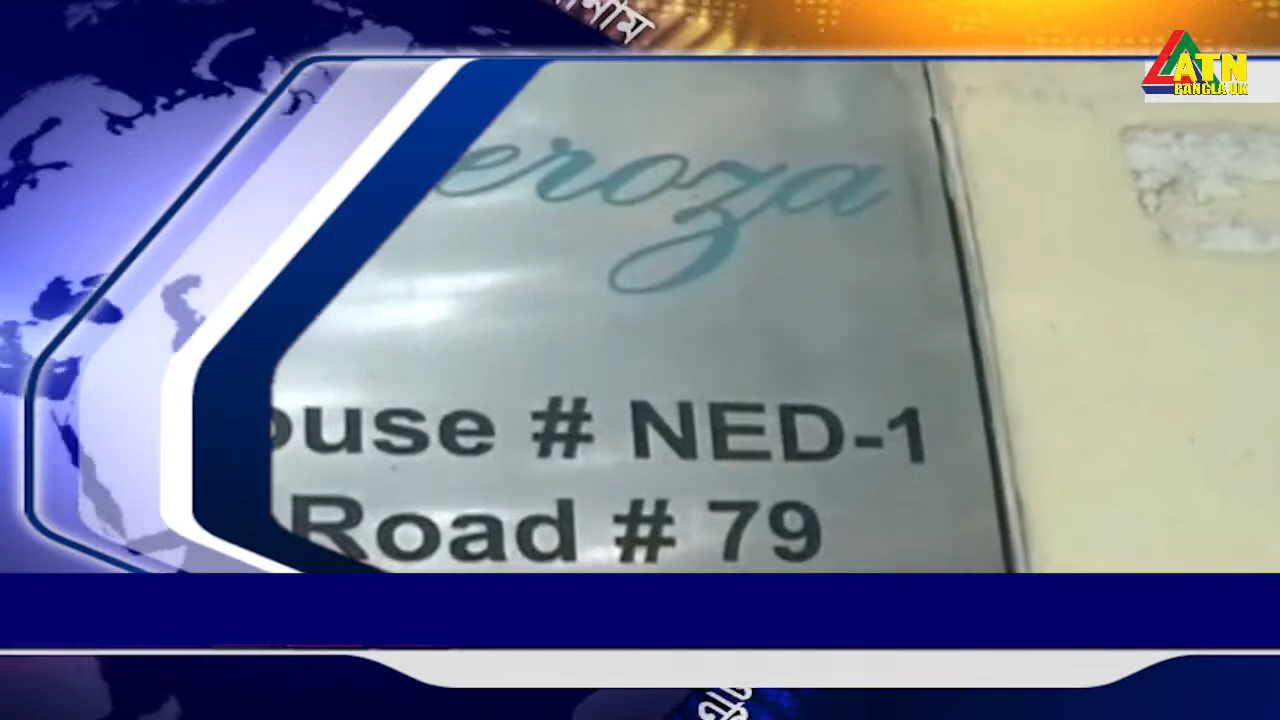 ATN
BANGLA UK
eroza
ouse # NED-1
Road # 79